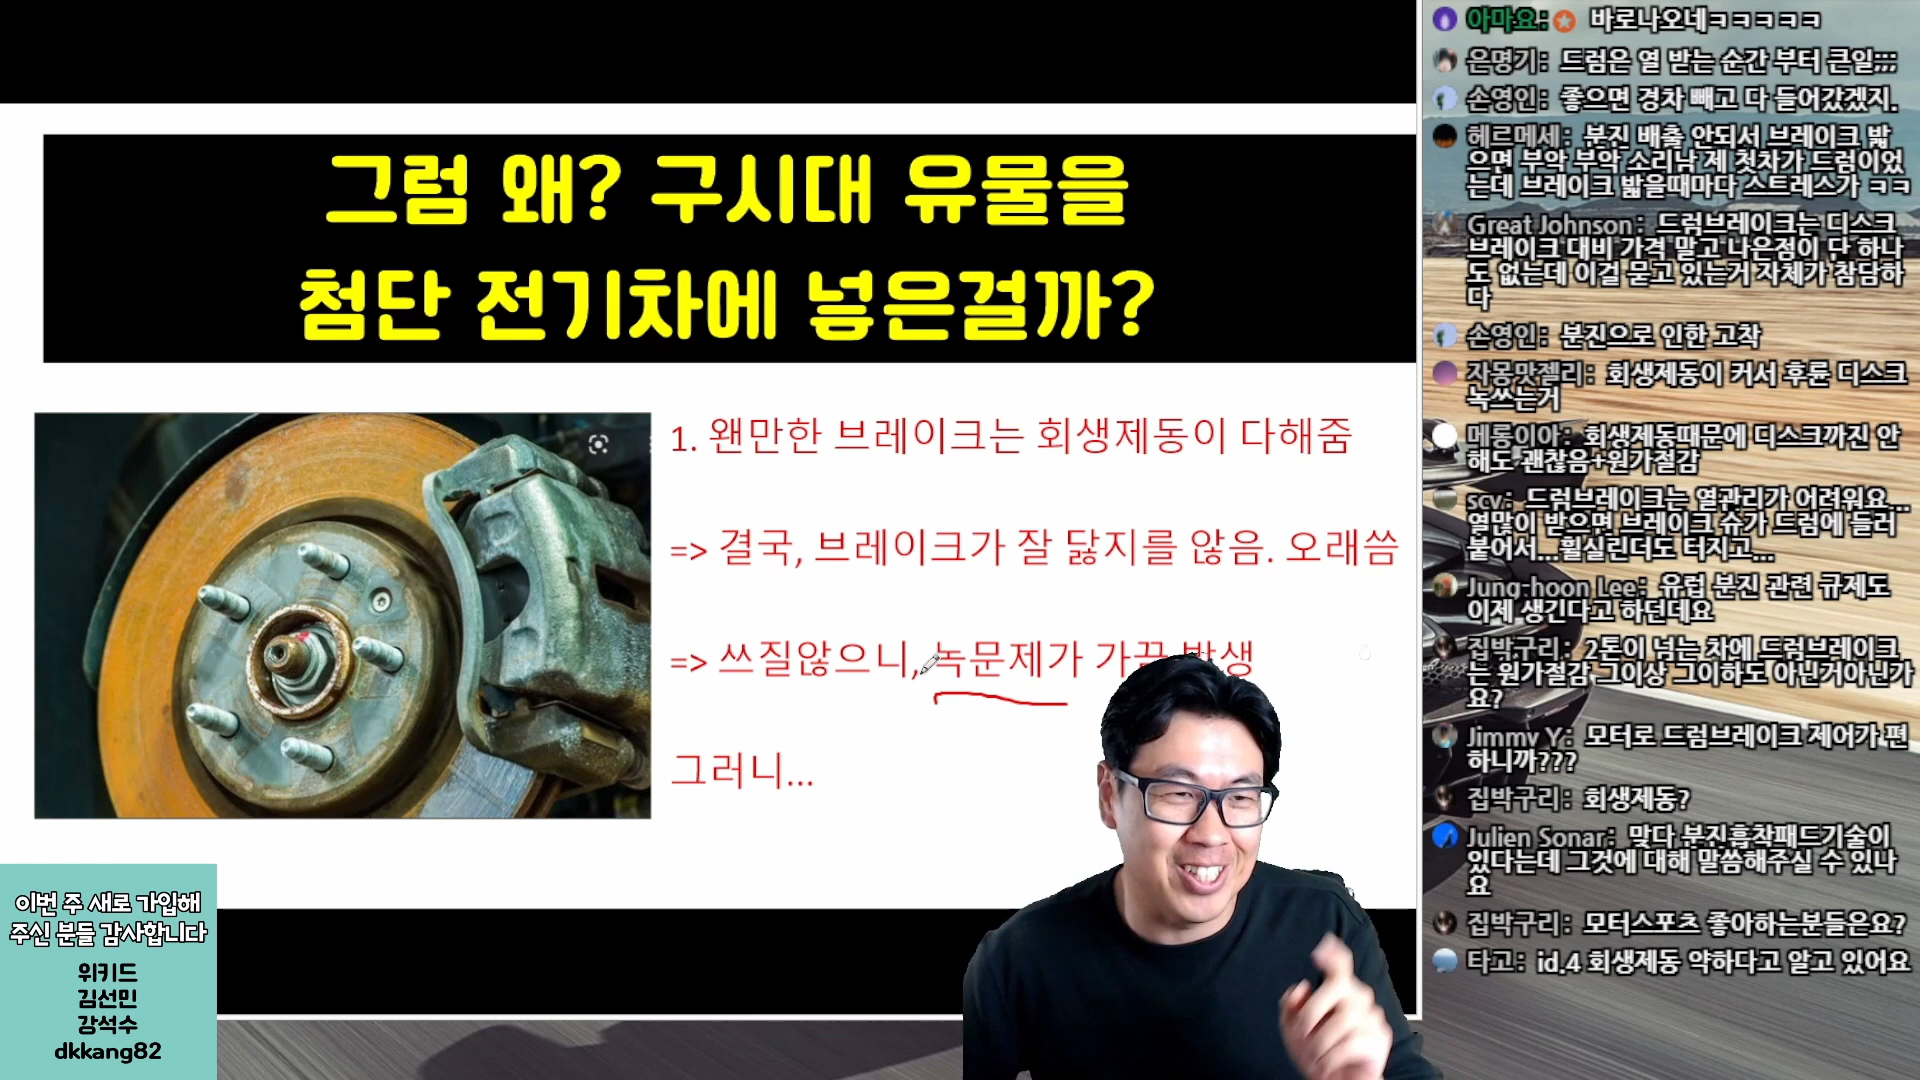 그럼 왜? 구시대 유물을
첨단 전기차에 넣은걸까?
1. 왠만한 브레이크는 회생제동이 다해줌
=> 결국, 브레이크가 잘 닳지를 않음. 오래씀
=> 쓰질않으니, 녹문제가 가끔 발생
그러니...
이번 주 새로 가입해
주신 분들 감사합니다
위키드
김선민
강석수
dkkang82
아마요: 바로나오네ㅋㅋㅋㅋㅋ
은명기: 드럼은 열 받는 순간 부터 큰일;;;
손영인: 좋으면 경차 빼고 다 들어갔겠지.
헤르메세: 분진 배출 안되서 브레이크 밟
으면 부악 부악 소리남 제 첫차가 드럼이었
는데 브레이크 밟을때마다 스트레스가 ㅋㅋ
Great Johnson: 드럼브레이크는 디스크
브레이크 대비 가격 말고 나은점이 단 하나
도 없는데 이걸 묻고 있는거 자체가 참담하
다
손영인: 분진으로 인한 고착
자몽맛젤리: 회생제동이 커서 후륜 디스크
녹쓰는거
메롱이아: 회생제동때문에 디스크까진 안
해도 괜찮음+원가절감
scv: 드럼브레이크는 열관리가 어려워요...
열많이 받으면 브레이크 슈가 드럼에 들러
붙어서...휠실린더도 터지고...
Jung-hoon Lee: 유럽 분진 관련 규제도
이제 생긴다고 하던데요
집박구리: 2톤이 넘는 차에 드럼브레이크
는 원가절감 그이상 그이하도 아닌거아닌가
요?
Jimmy Y: 모터로 드럼브레이크 제어가 편
하니까???
집박구리: 회생제동?
Julien Sonar: 맞다 분진흡착패드기술이
있다는데 그것에 대해 말씀해주실 수 있나
요
집박구리: 모터스포츠 좋아하는분들은요?
타고: id.4 회생제동 약하다고 알고 있어요